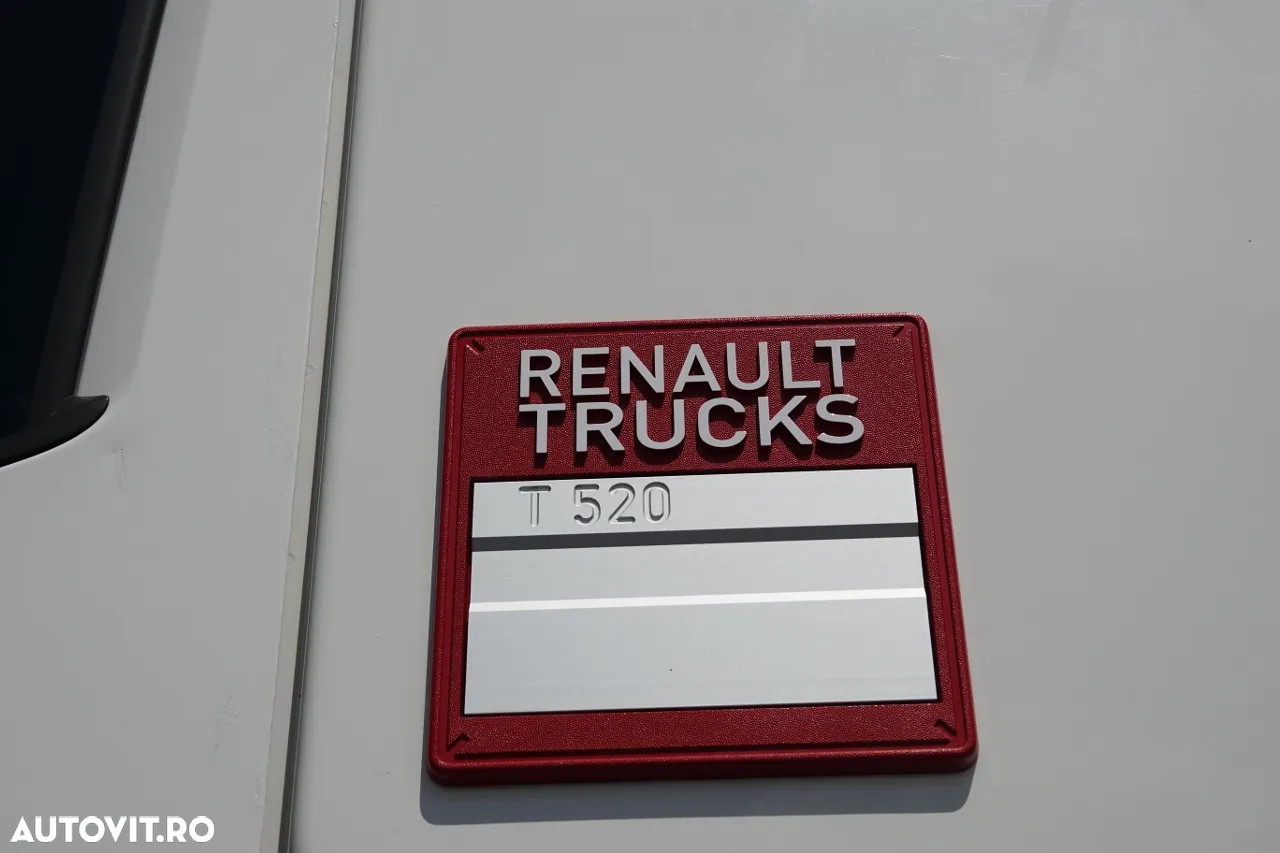 RENAULT
TRUCKS
T 520
AUTOVIT.RO